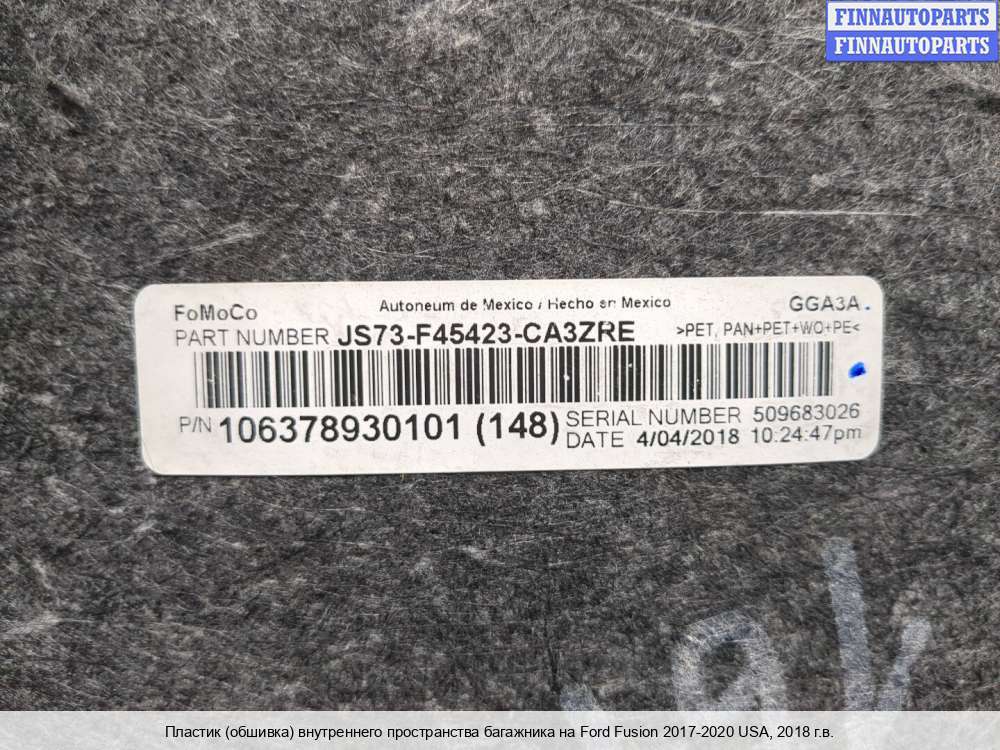 FINNAUTOPARTS
FINNAUTOPARTS
FoMoCo Autoneum de Mexico / Hecho en Mexico GGA3A
PART NUMBER JS73-F45423-CA3ZRE >PET, PAN+PET+WO+PE<
P/N 106378930101 (148) SERIAL NUMBER 509683026
DATE 4/04/2018 10:24:47pm
Пластик (обшивка) внутреннего пространства багажника на Ford Fusion 2017-2020 USA, 2018 г.в.